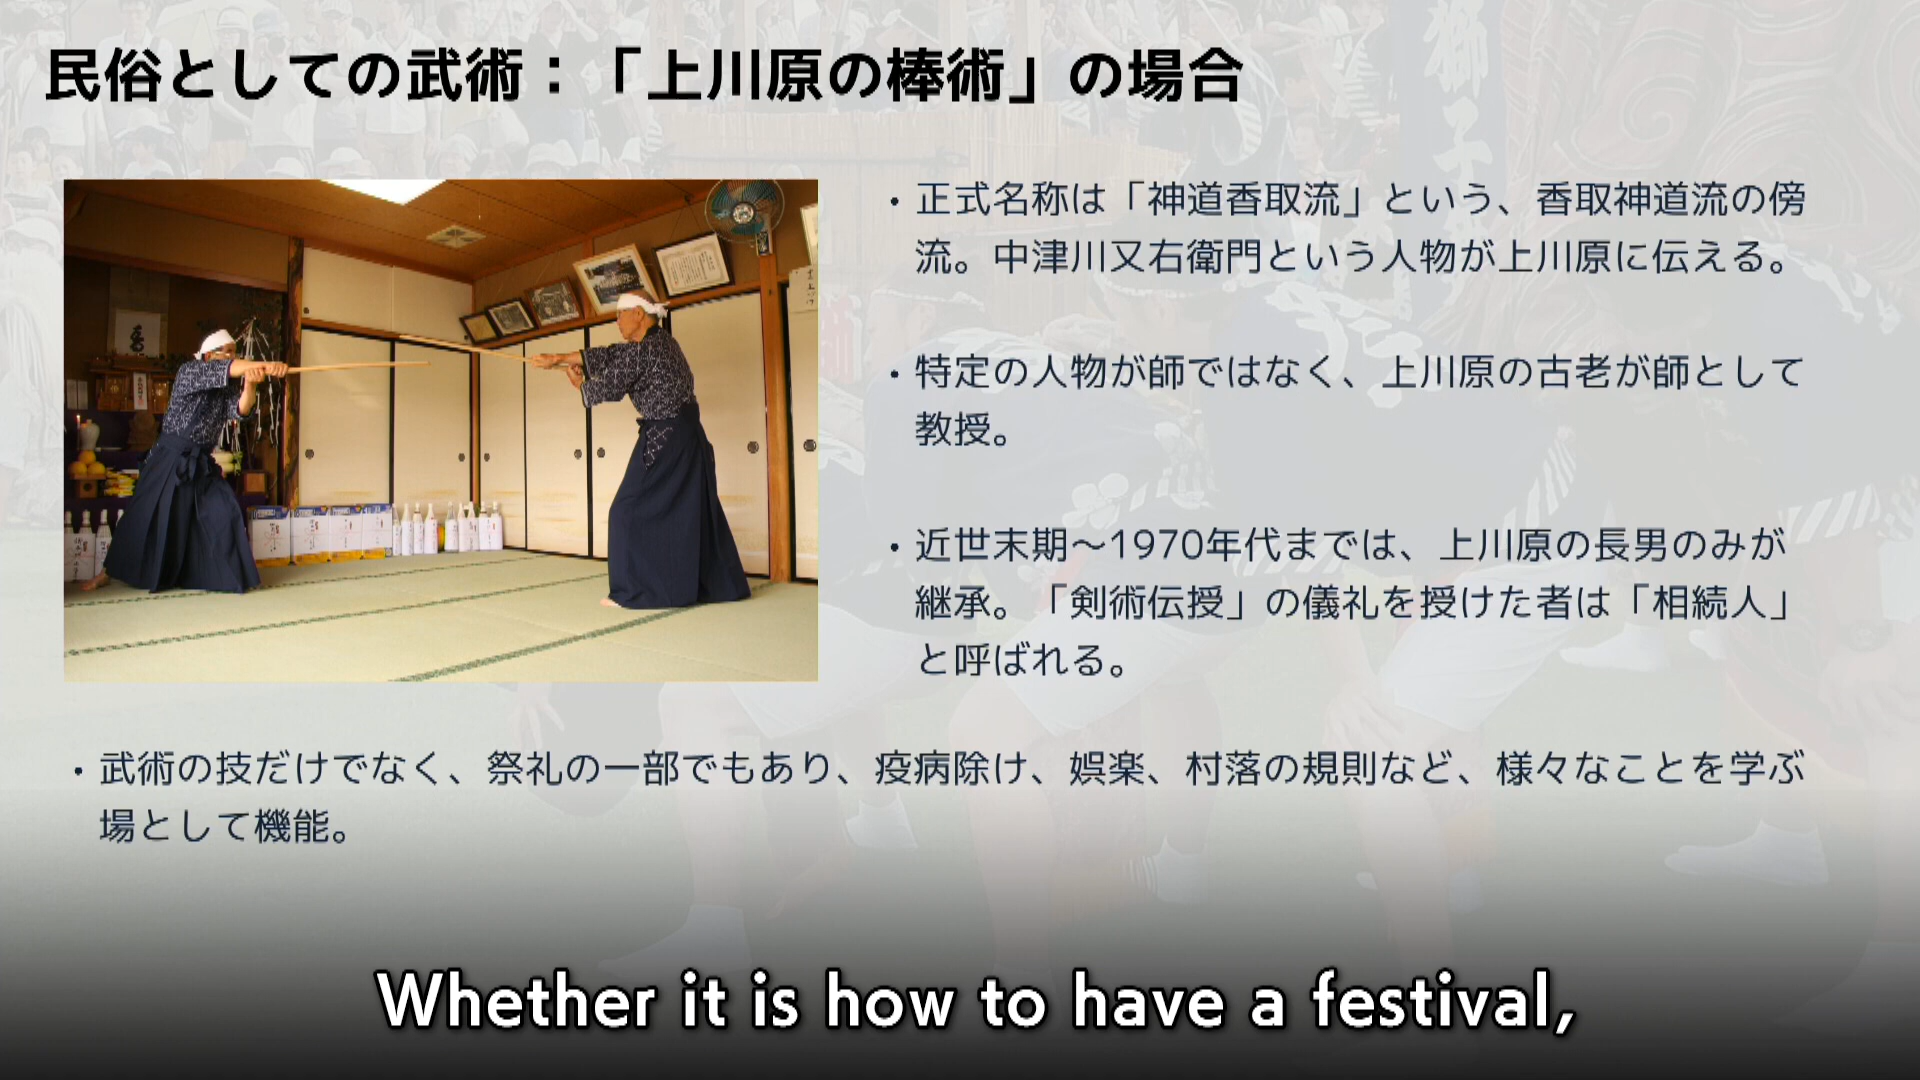 民俗としての武術：「上川原の棒術」の場合
・正式名称は「神道香取流」という、香取神道流の傍
流。中津川又右衛門という人物が上川原に伝える。
・特定の人物が師ではなく、上川原の古老が師として
教授。
・近世末期〜1970年代までは、上川原の長男のみが
継承。「剣術伝授」の儀礼を授けた者は「相続人」
と呼ばれる。
・武術の技だけでなく、祭礼の一部でもあり、疫病除け、娯楽、村落の規則など、様々なことを学ぶ
場として機能。
Whether it is how to have a festival,